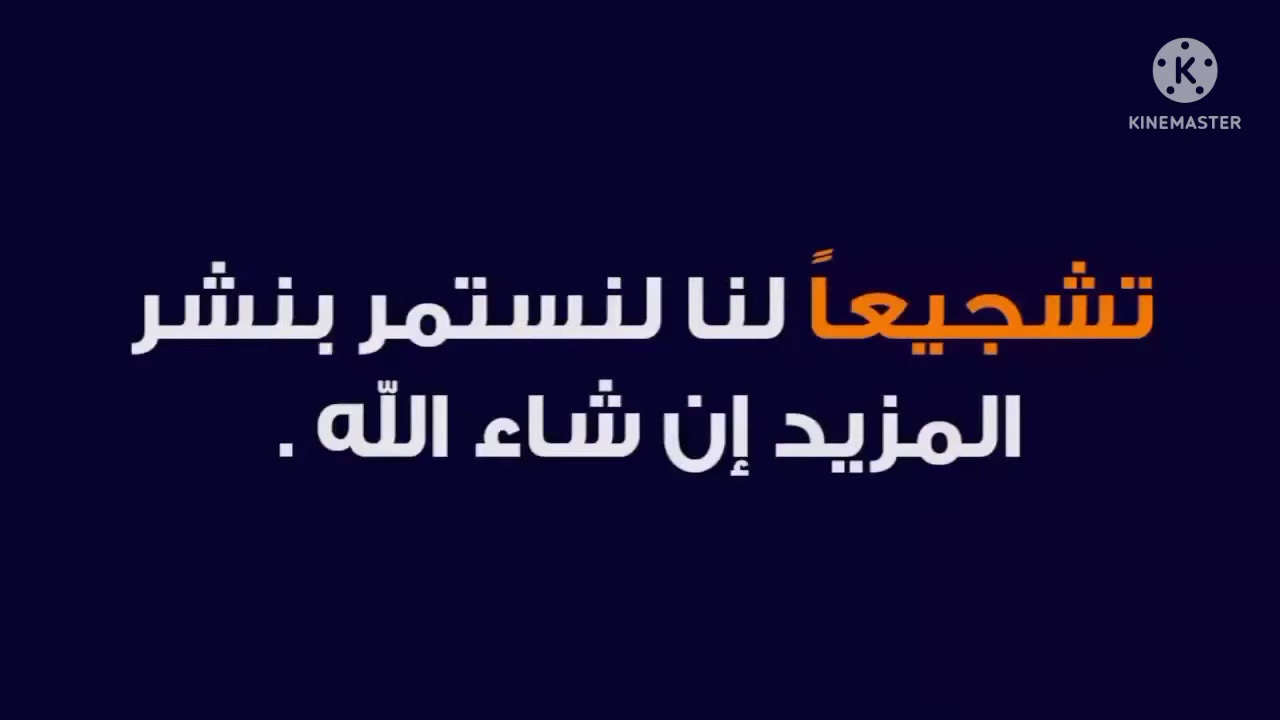 KINEMASTER
تشجيعاً لنا لنستمر بنشر
المزيد إن شاء الله .